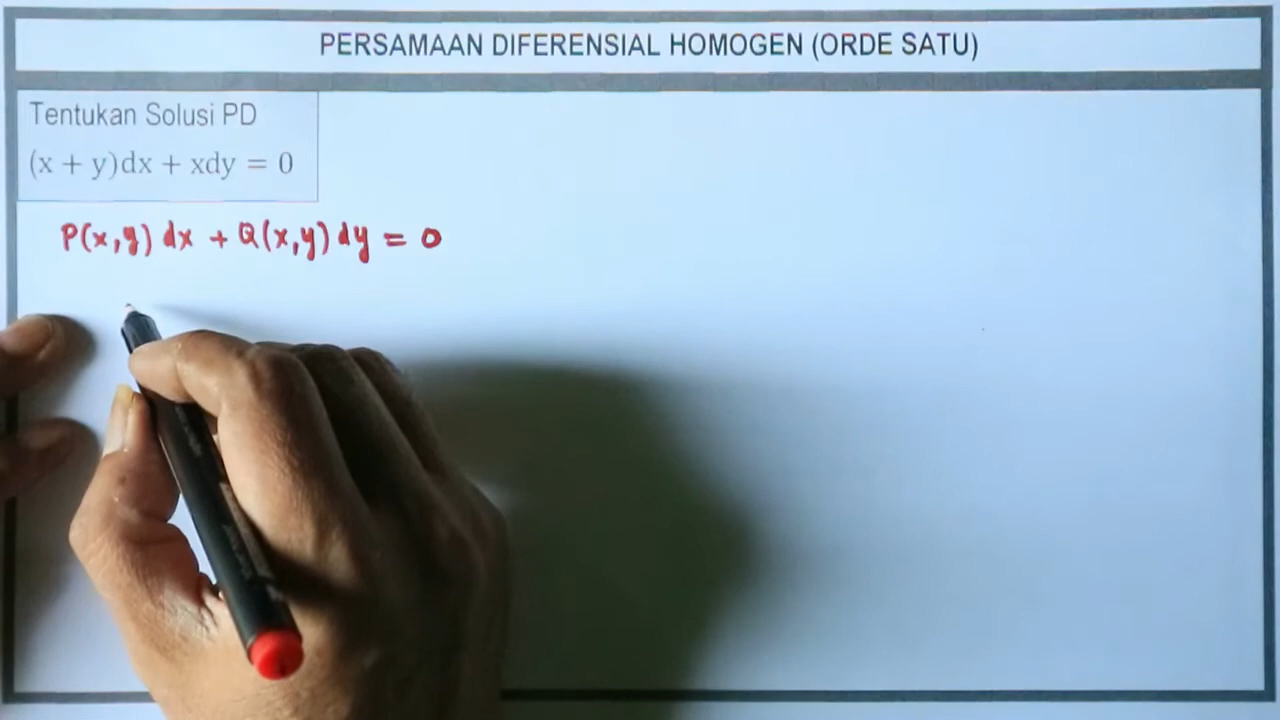 PERSAMAAN DIFERENSIAL HOMOGEN (ORDE SATU)
Tentukan Solusi PD
(x + y)dx + xdy = 0
P(x,y) dx + Q(x,y) dy = 0